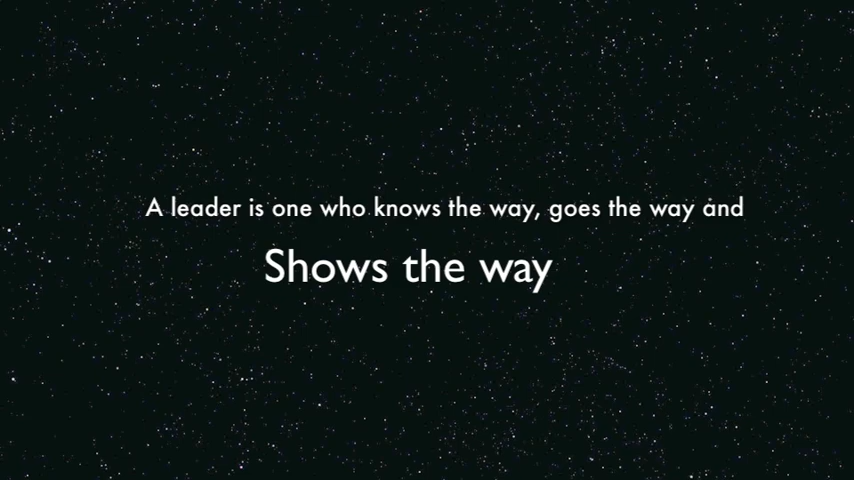 A leader is one who knows the way, goes the way and
Shows the way